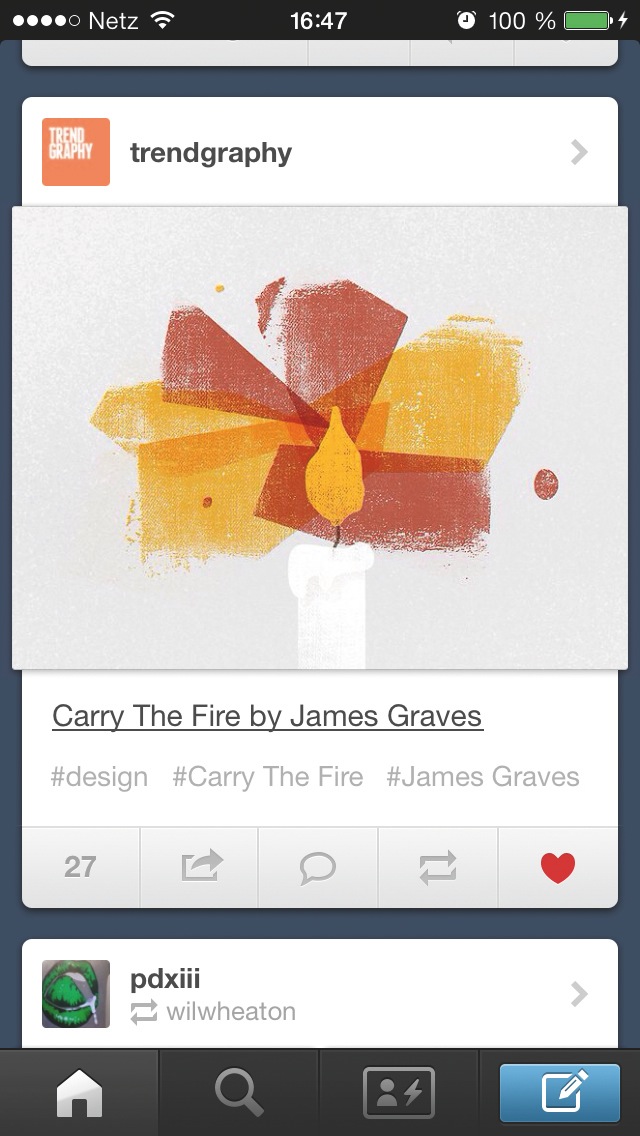 Netz 16:47 100 %
TREND
GRAPHY
trendgraphy
Carry The Fire by James Graves
#design #Carry The Fire #James Graves
27
pdxiii
wilwheaton